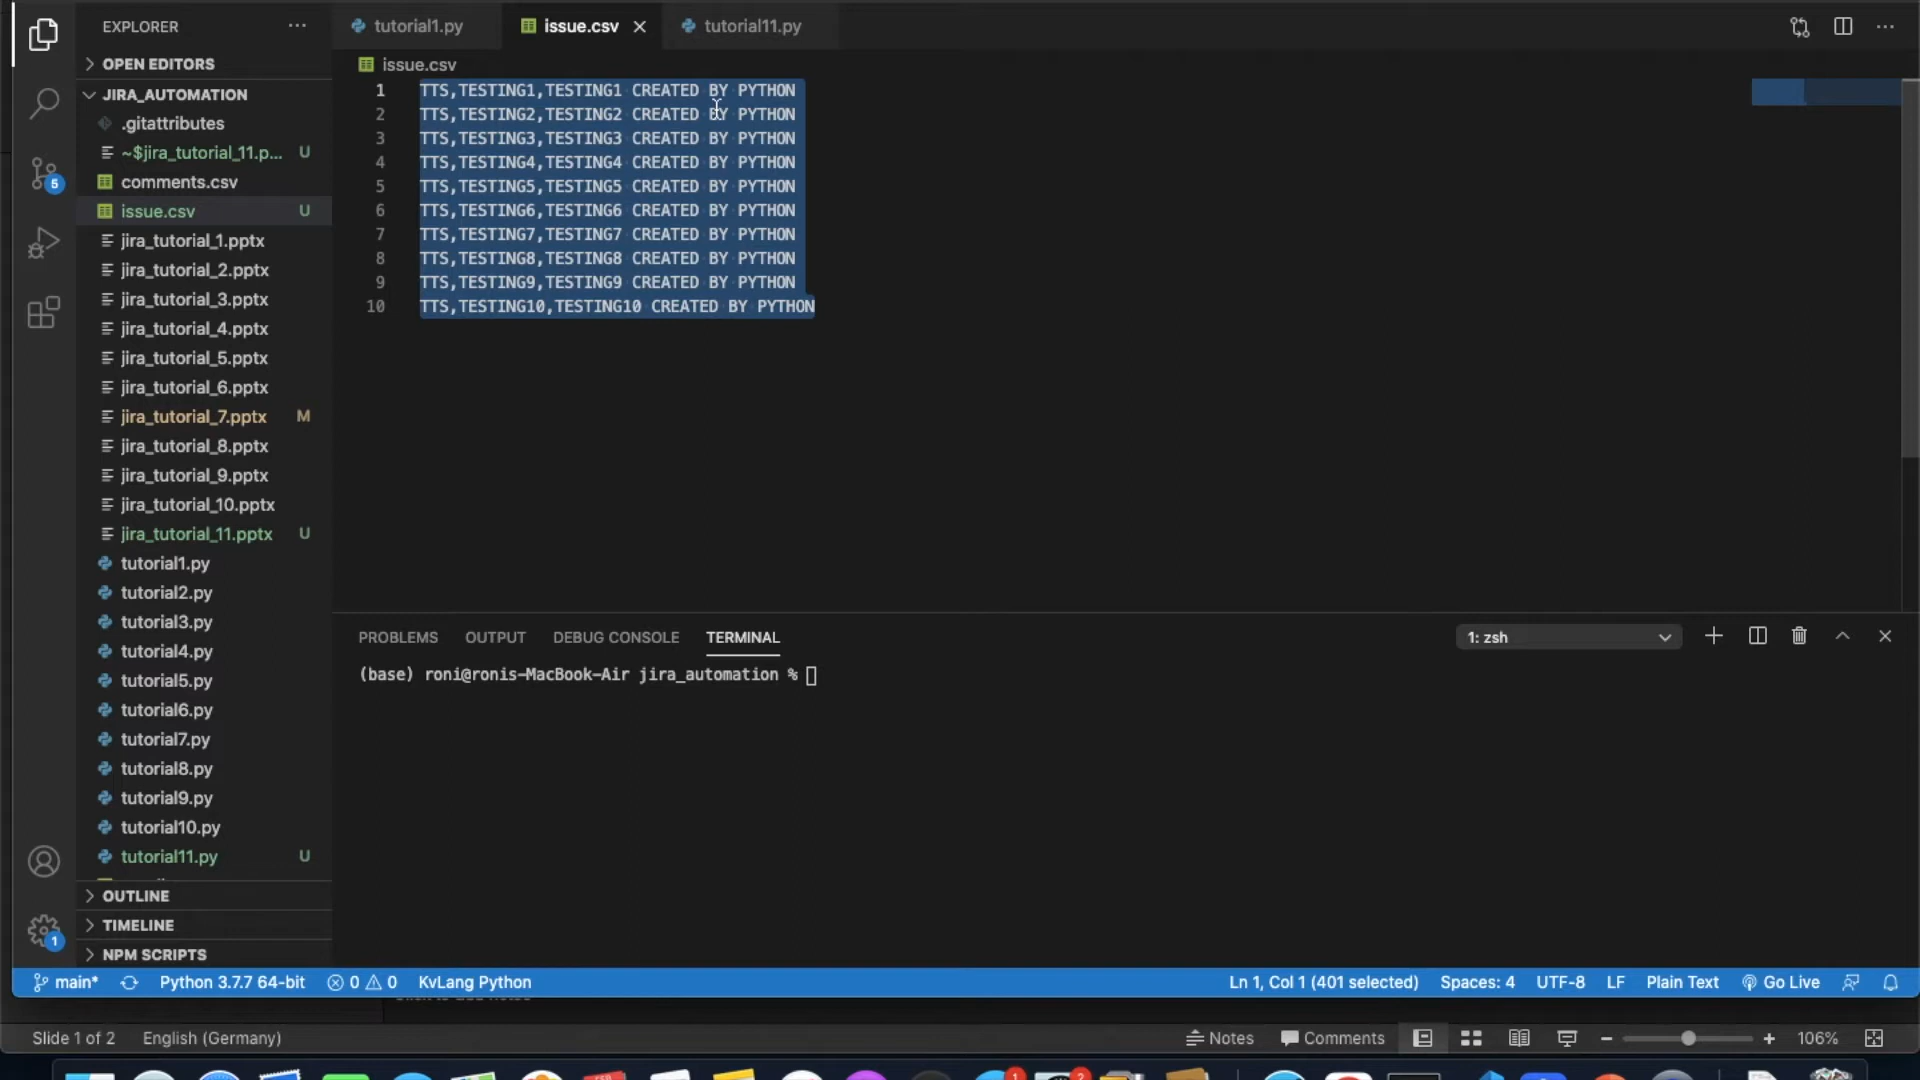 EXPLORER
tutorial1.py
issue.csv
tutorial11.py
OPEN EDITORS
issue.csv
JIRA_AUTOMATION
.gitattributes
~$jira_tutorial_11.p... U
comments.csv
issue.csv U
jira_tutorial_1.pptx
jira_tutorial_2.pptx
jira_tutorial_3.pptx
jira_tutorial_4.pptx
jira_tutorial_5.pptx
jira_tutorial_6.pptx
jira_tutorial_7.pptx M
jira_tutorial_8.pptx
jira_tutorial_9.pptx
jira_tutorial_10.pptx
jira_tutorial_11.pptx U
tutorial1.py
tutorial2.py
tutorial3.py
tutorial4.py
tutorial5.py
tutorial6.py
tutorial7.py
tutorial8.py
tutorial9.py
tutorial10.py
tutorial11.py U
OUTLINE
TIMELINE
NPM SCRIPTS
5
1
1 TTS,TESTING1,TESTING1 CREATED BY PYTHON
2 TTS,TESTING2,TESTING2 CREATED BY PYTHON
3 TTS,TESTING3,TESTING3 CREATED BY PYTHON
4 TTS,TESTING4,TESTING4 CREATED BY PYTHON
5 TTS,TESTING5,TESTING5 CREATED BY PYTHON
6 TTS,TESTING6,TESTING6 CREATED BY PYTHON
7 TTS,TESTING7,TESTING7 CREATED BY PYTHON
8 TTS,TESTING8,TESTING8 CREATED BY PYTHON
9 TTS,TESTING9,TESTING9 CREATED BY PYTHON
10 TTS,TESTING10,TESTING10 CREATED BY PYTHON
PROBLEMS OUTPUT DEBUG CONSOLE TERMINAL 1: zsh
(base) roni@ronis-MacBook-Air jira_automation %
main* Python 3.7.7 64-bit 0 0 KvLang Python Ln 1, Col 1 (401 selected) Spaces: 4 UTF-8 LF Plain Text Go Live
Slide 1 of 2 English (Germany) Notes Comments 106%
1
2